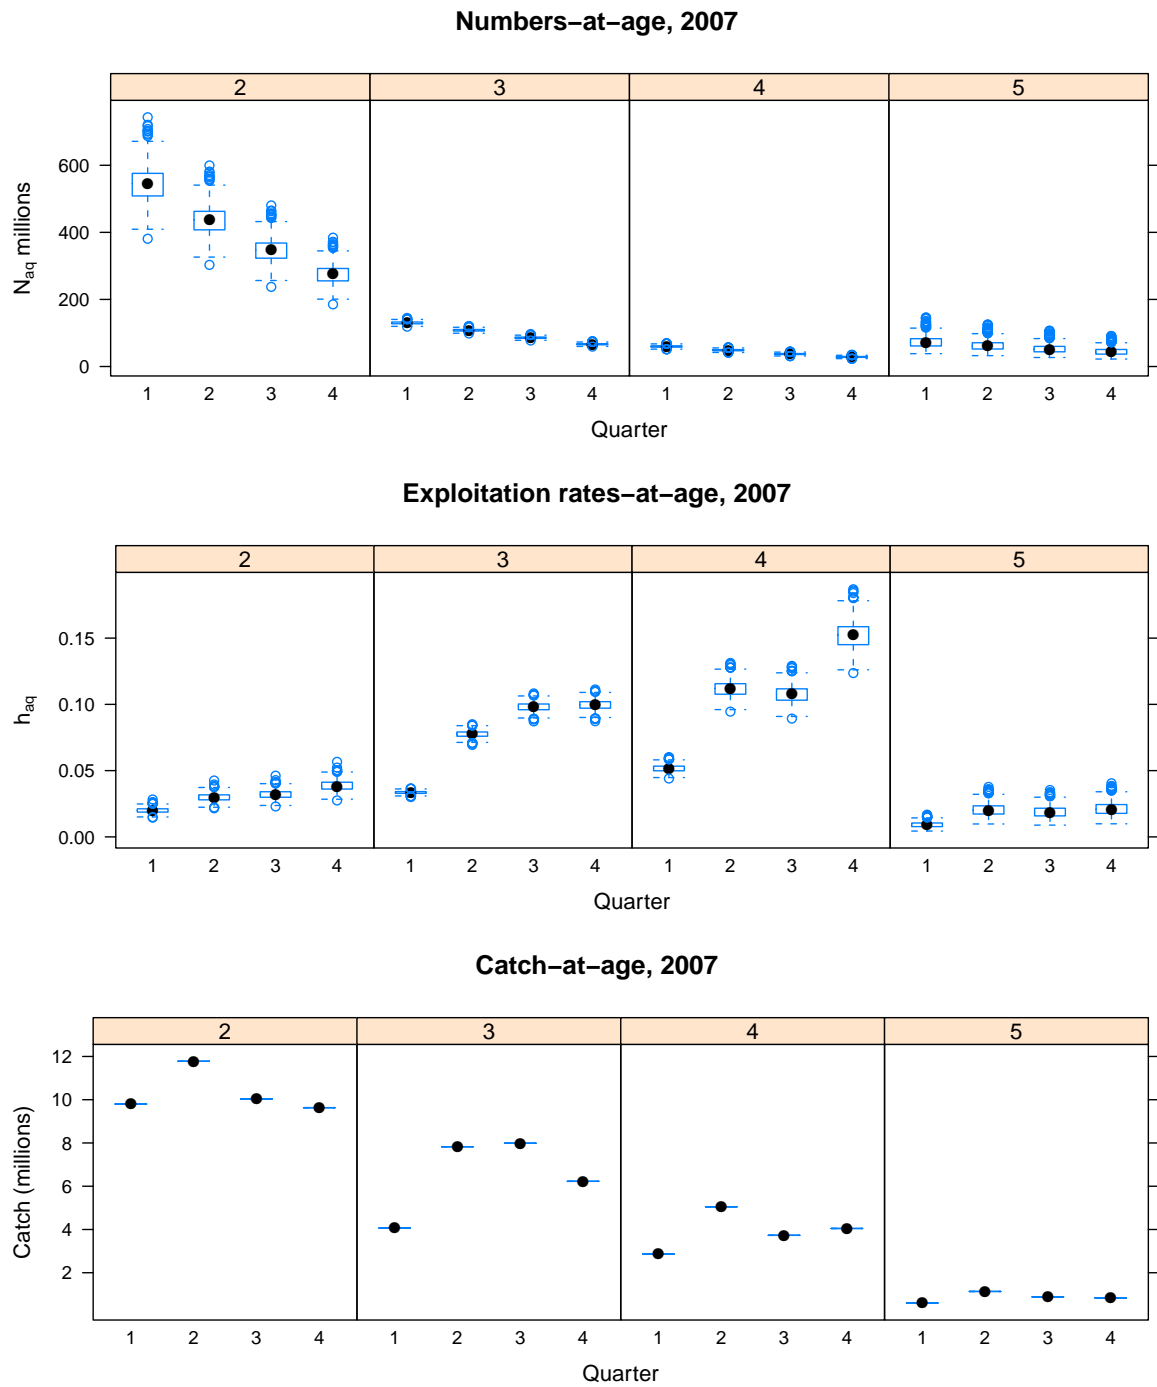 Numbers−at−age, 2007
2 3 4 5
600
400
200
0
N_aq millions
1 2 3 4 1 2 3 4 1 2 3 4 1 2 3 4
Quarter
Exploitation rates−at−age, 2007
2 3 4 5
0.15
0.10
0.05
0.00
h_aq
1 2 3 4 1 2 3 4 1 2 3 4 1 2 3 4
Quarter
Catch−at−age, 2007
2 3 4 5
12
10
8
6
4
2
Catch (millions)
1 2 3 4 1 2 3 4 1 2 3 4 1 2 3 4
Quarter